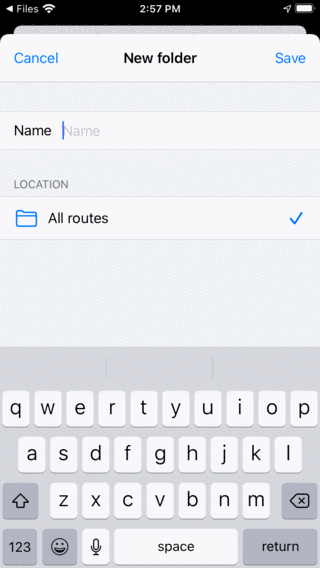 ◀ Files 2:57 PM
Cancel New folder Save
Name Name
LOCATION
All routes
q w e r t y u i o p
a s d f g h j k l
z x c v b n m
123 space return